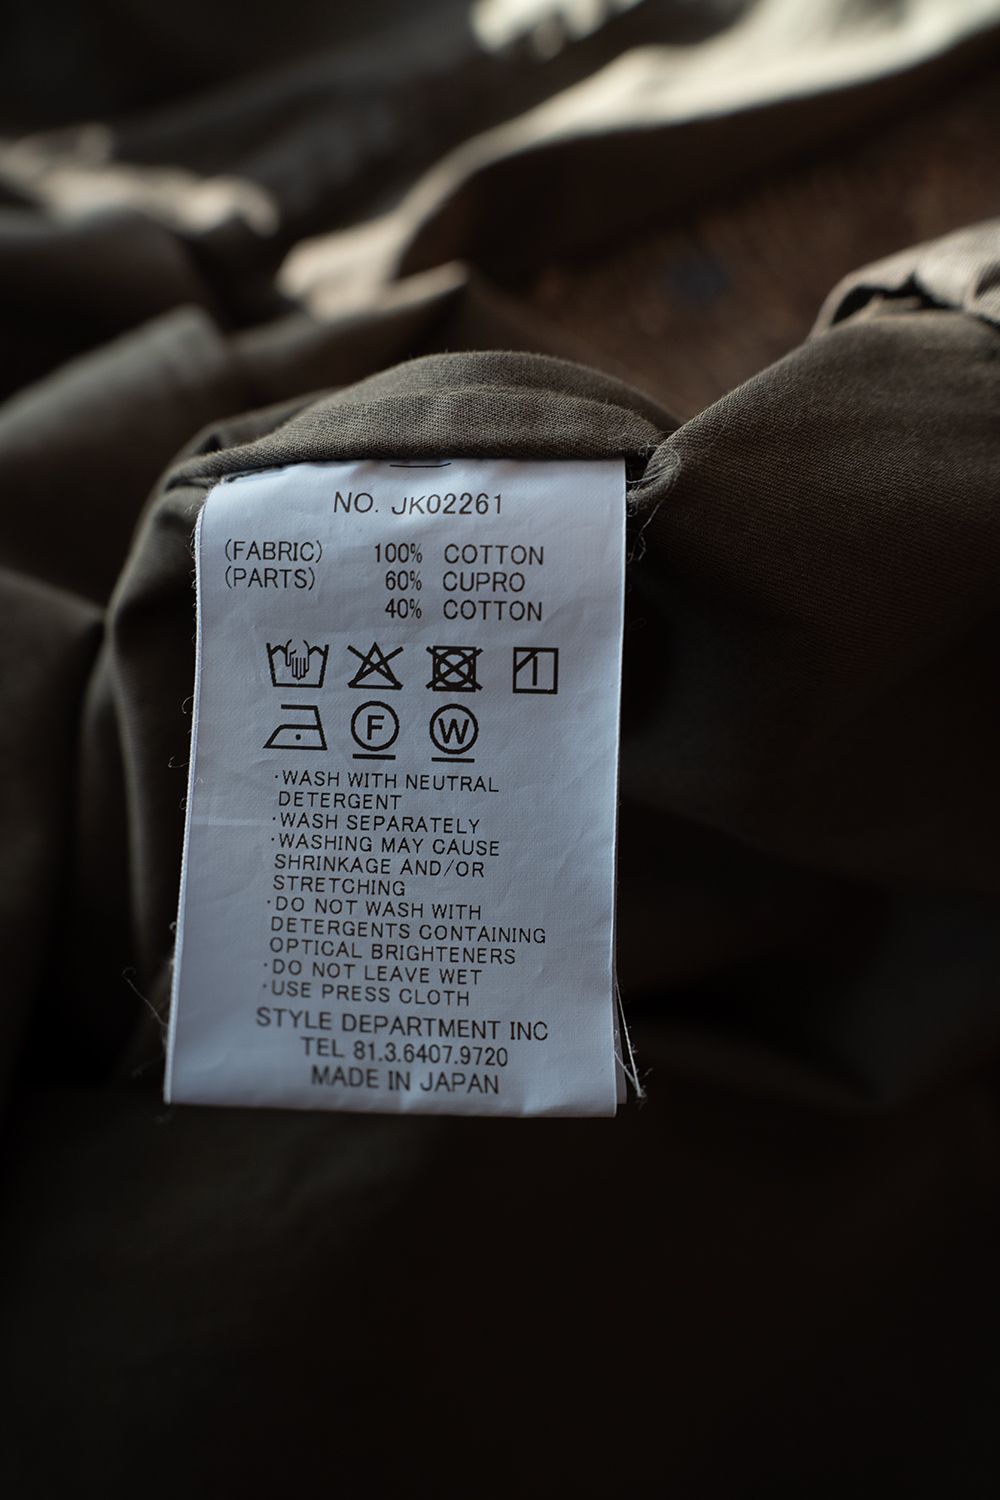 NO. JK02261
(FABRIC) 100% COTTON
(PARTS) 60% CUPRO
40% COTTON
F W
·WASH WITH NEUTRAL
DETERGENT
·WASH SEPARATELY
·WASHING MAY CAUSE
SHRINKAGE AND/OR
STRETCHING
·DO NOT WASH WITH
DETERGENTS CONTAINING
OPTICAL BRIGHTENERS
·DO NOT LEAVE WET
·USE PRESS CLOTH
STYLE DEPARTMENT INC
TEL 81.3.6407.9720
MADE IN JAPAN